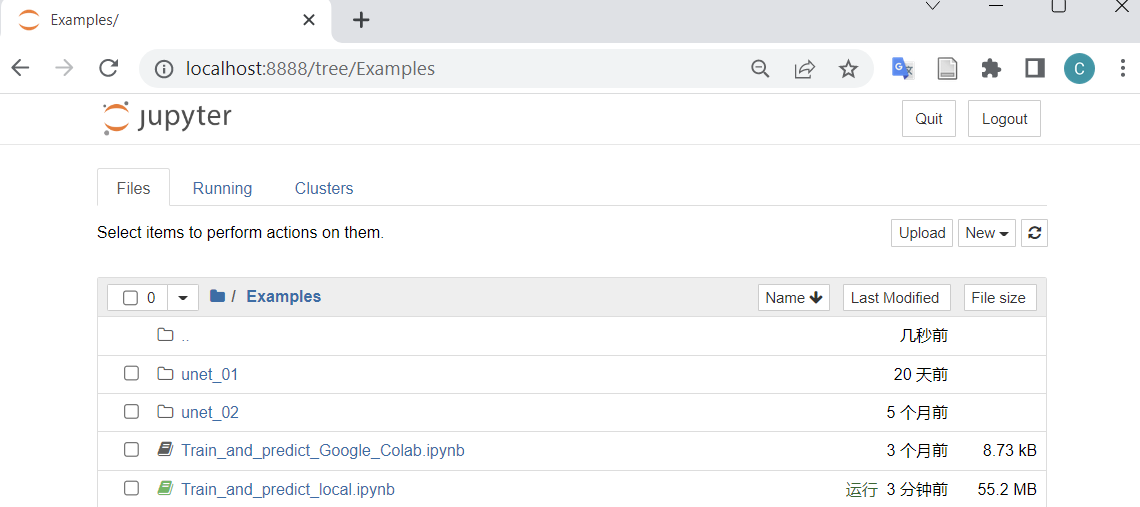 Examples/
localhost:8888/tree/Examples
C
jupyter
Quit Logout
Files Running Clusters
Select items to perform actions on them.
Upload New
0 / Examples Name Last Modified File size
.. 几秒前
unet_01 20 天前
unet_02 5 个月前
Train_and_predict_Google_Colab.ipynb 3 个月前 8.73 kB
Train_and_predict_local.ipynb 运行 3 分钟前 55.2 MB